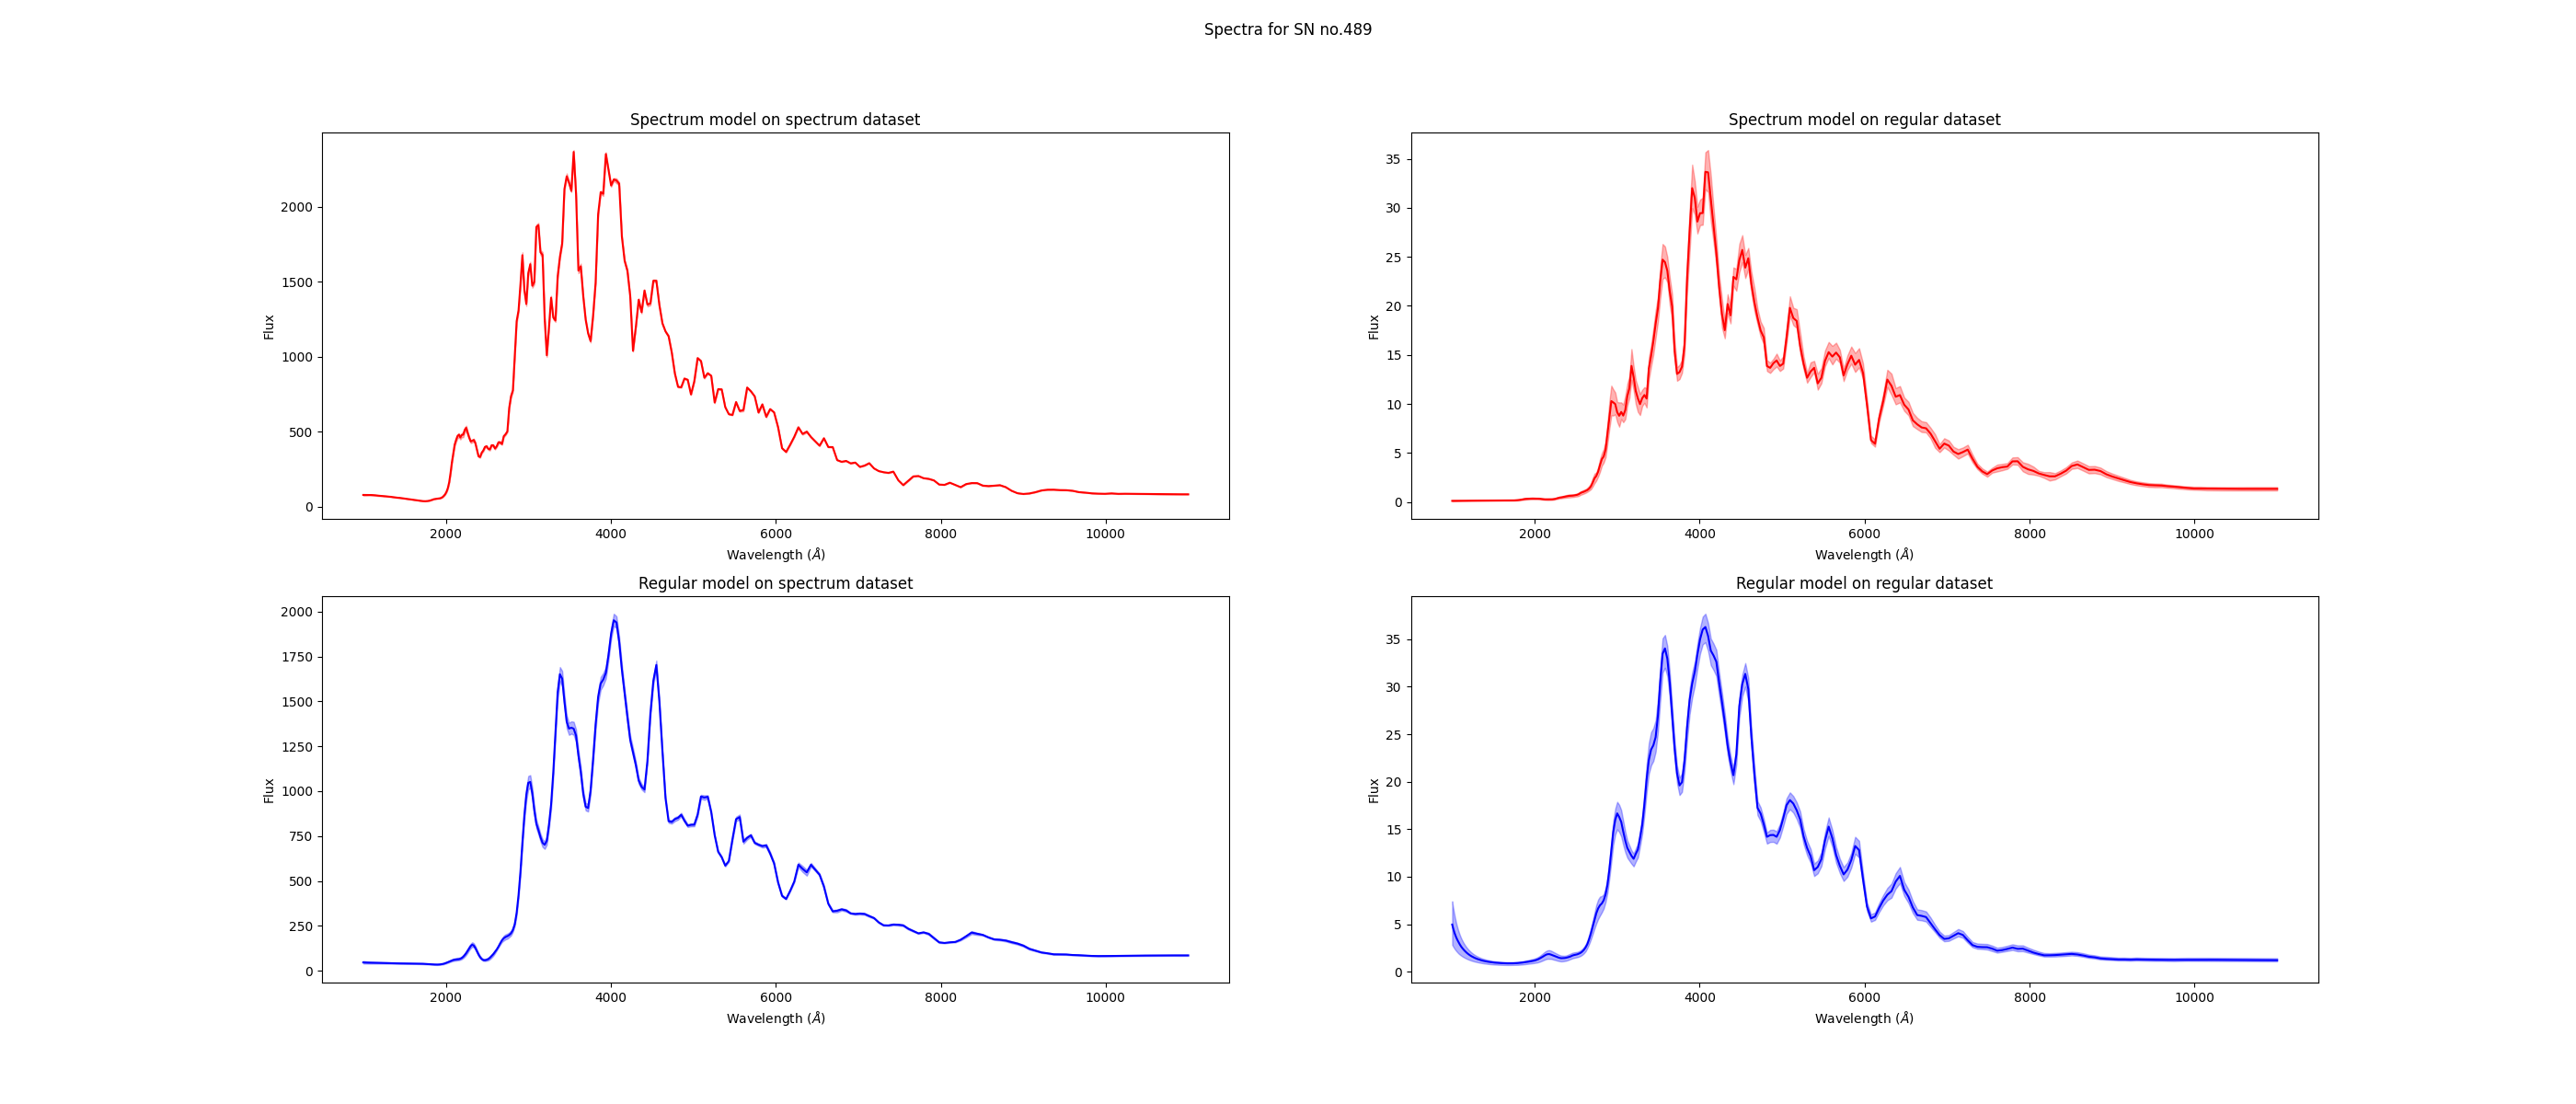 Spectra for SN no.489
Spectrum model on spectrum dataset
Flux
2000
1500
1000
500
0
2000 4000 6000 8000 10000
Wavelength (Å)
Spectrum model on regular dataset
Flux
35
30
25
20
15
10
5
0
2000 4000 6000 8000 10000
Wavelength (Å)
Regular model on spectrum dataset
Flux
2000
1750
1500
1250
1000
750
500
250
0
2000 4000 6000 8000 10000
Wavelength (Å)
Regular model on regular dataset
Flux
35
30
25
20
15
10
5
0
2000 4000 6000 8000 10000
Wavelength (Å)